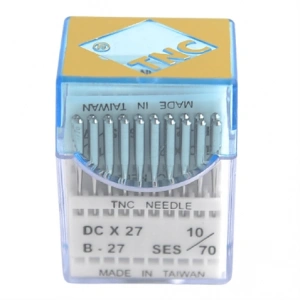 TNC
®
MADE IN TAIWAN
TNC NEEDLE
DC X 27 10/
B - 27 SES /70
MADE IN TAIWAN